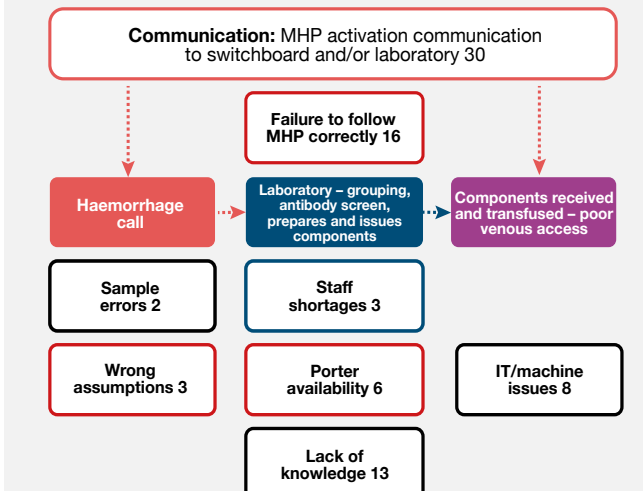 Communication: MHP activation communication
to switchboard and/or laboratory 30
Failure to follow
MHP correctly 16
Haemorrhage
call
Laboratory – grouping,
antibody screen,
prepares and issues
components
Components received
and transfused – poor
venous access
Sample
errors 2
Staff
shortages 3
Wrong
assumptions 3
Porter
availability 6
IT/machine
issues 8
Lack of
knowledge 13